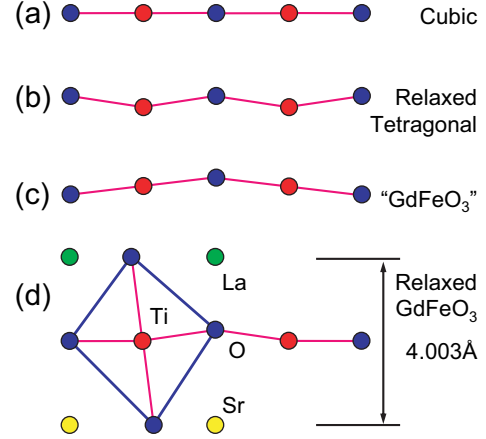 (a)
Cubic
(b)
Relaxed
Tetragonal
(c)
“GdFeO₃”
(d)
La
Ti
O
Sr
Relaxed
GdFeO₃
4.003Å